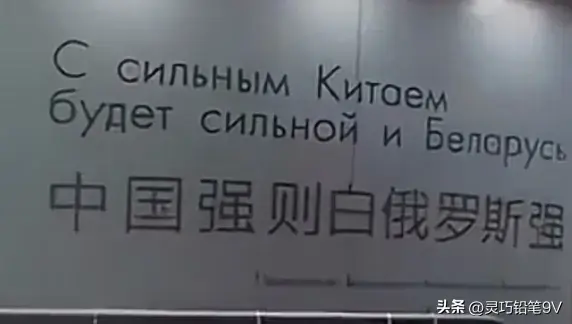 С сильным Китаем
будет сильной и Беларусь
中国强则白俄罗斯强
头条 @灵巧铅笔9V